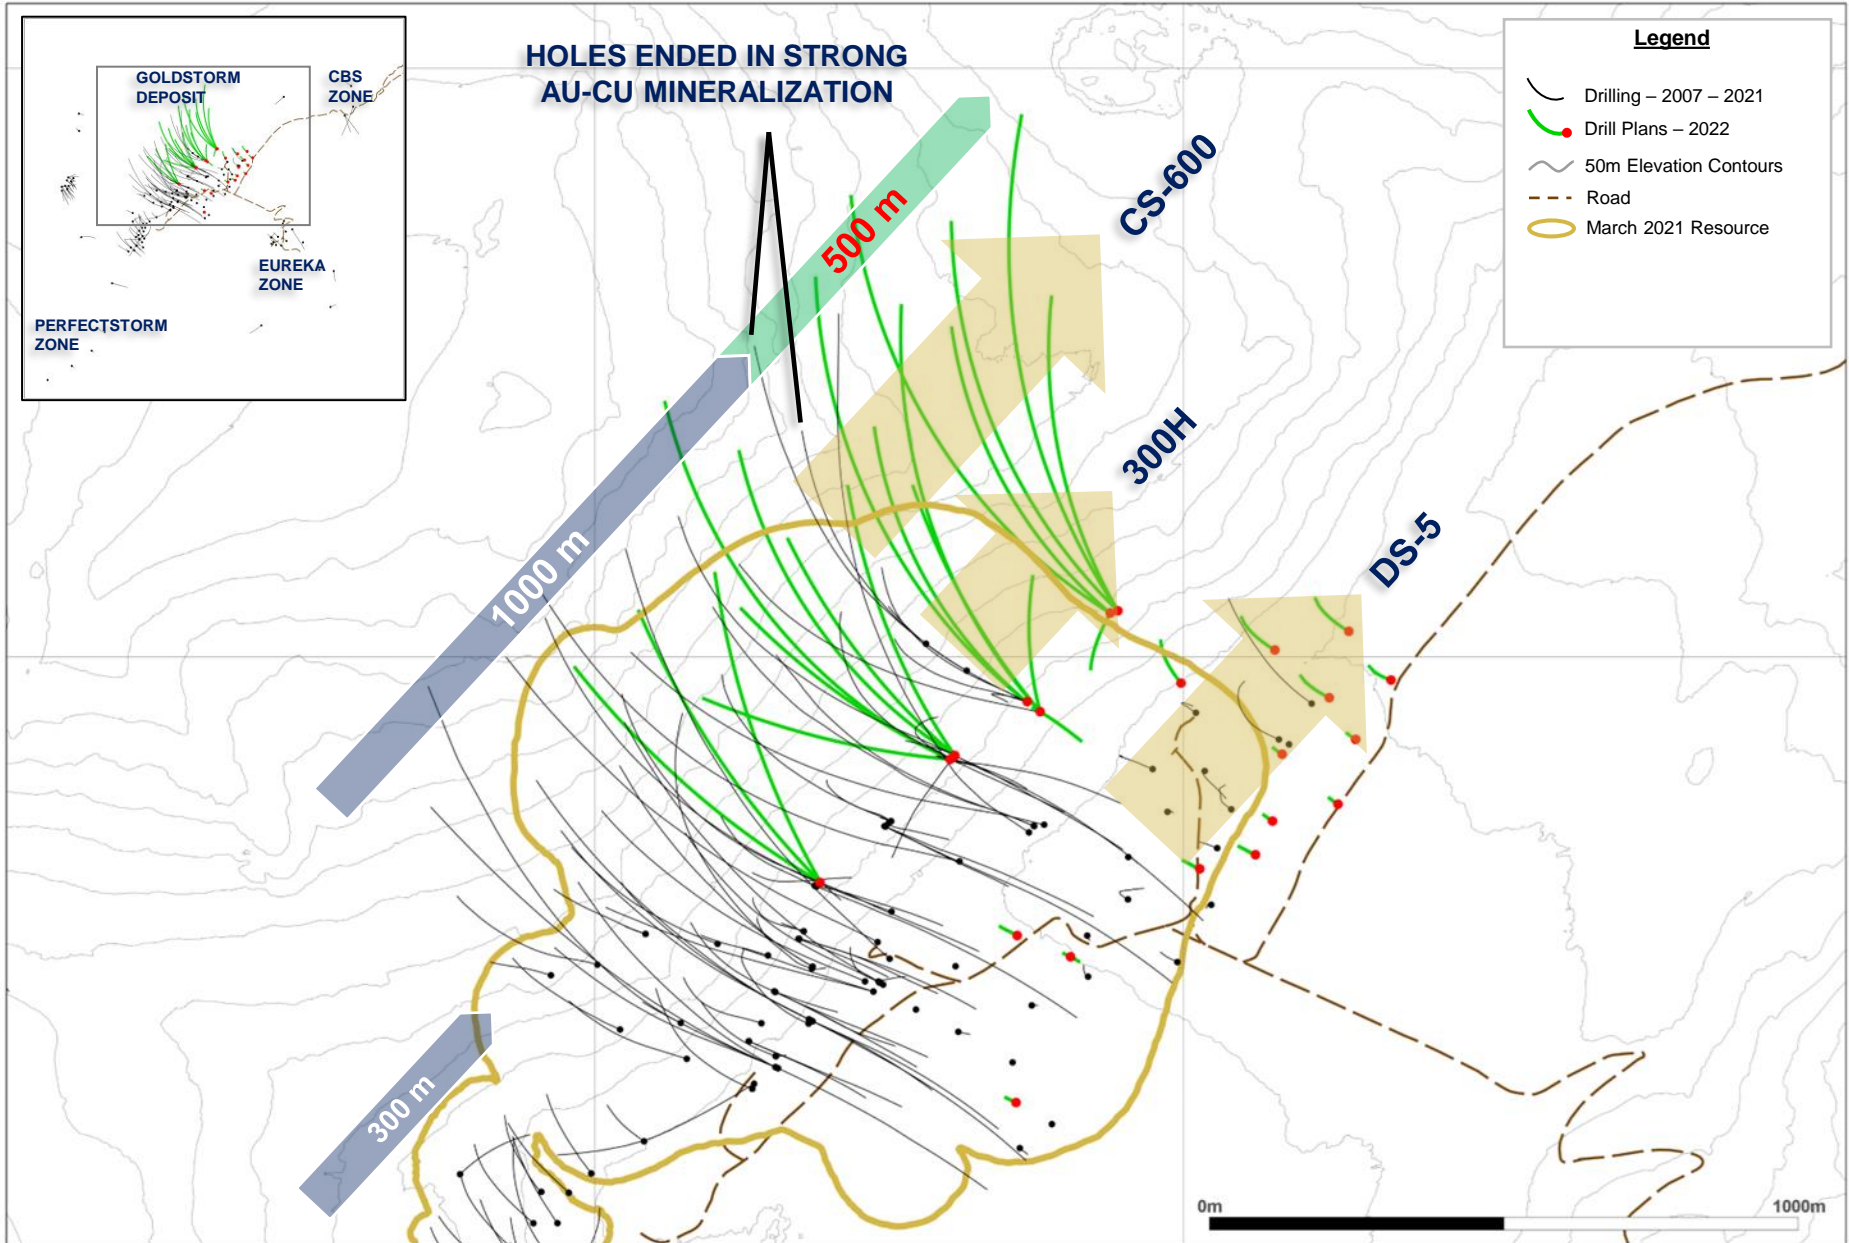 GOLDSTORM
DEPOSIT
CBS
ZONE
EUREKA
ZONE
PERFECTSTORM
ZONE
HOLES ENDED IN STRONG
AU-CU MINERALIZATION
Legend
Drilling – 2007 – 2021
Drill Plans – 2022
50m Elevation Contours
Road
March 2021 Resource
500 m
CS-600
300H
DS-5
1000 m
300 m
0m
1000m